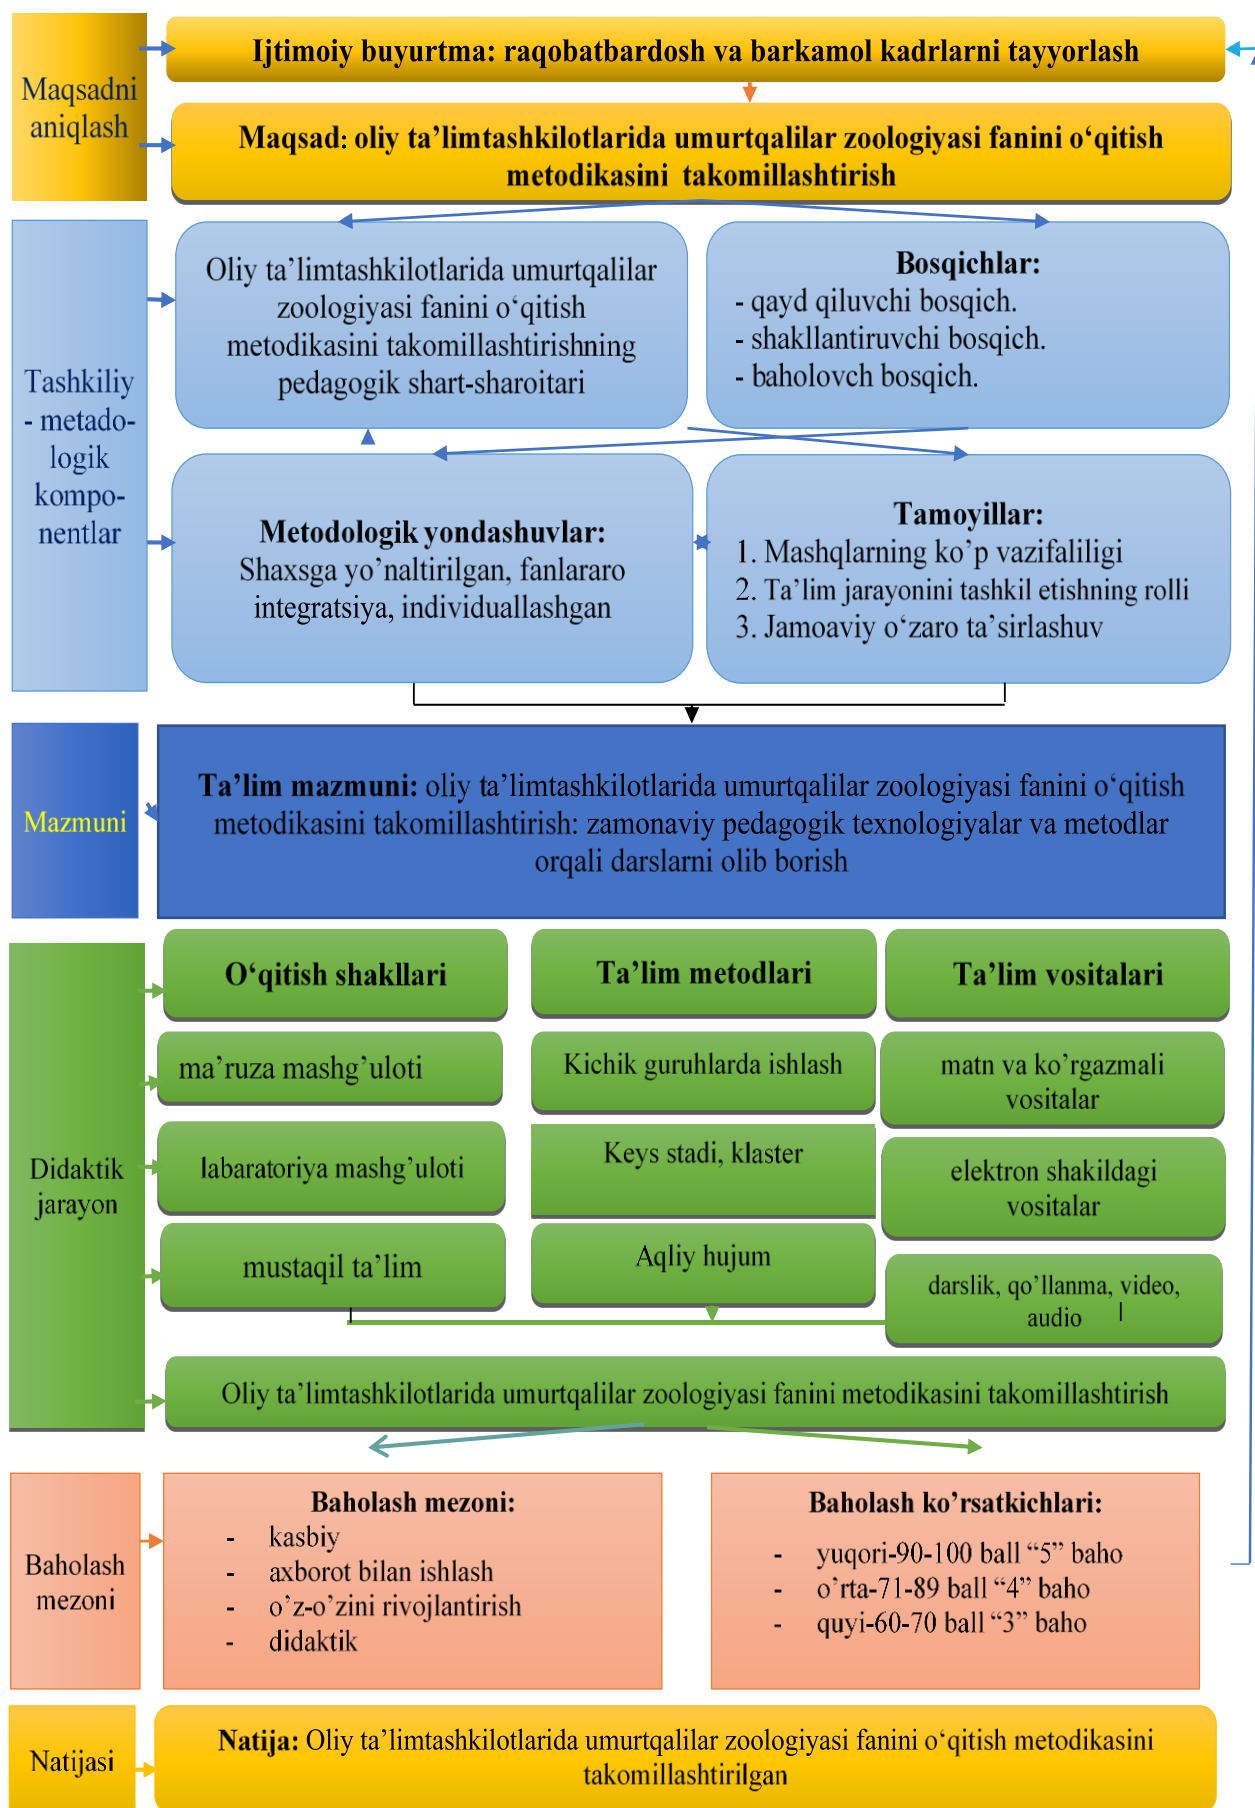 Maqsadni
aniqlash
Ijtimoiy buyurtma: raqobatbardosh va barkamol kadrlarni tayyorlash
Maqsad: oliy ta’limtashkilotlarida umurtqalilar zoologiyasi fanini o‘qitish
metodikasini takomillashtirish
Tashkiliy
- metado-
logik
kompo-
nentlar
Oliy ta’limtashkilotlarida umurtqalilar
zoologiyasi fanini o‘qitish
metodikasini takomillashtirishning
pedagogik shart-sharoitari
Bosqichlar:
- qayd qiluvchi bosqich.
- shakllantiruvchi bosqich.
- baholovch bosqich.
Metodologik yondashuvlar:
Shaxsga yo’naltirilgan, fanlararo
integratsiya, individuallashgan
Tamoyillar:
1. Mashqlarning ko’p vazifaliligi
2. Ta’lim jarayonini tashkil etishning rolli
3. Jamoaviy o‘zaro ta’sirlashuv
Mazmuni
Ta’lim mazmuni: oliy ta’limtashkilotlarida umurtqalilar zoologiyasi fanini o‘qitish
metodikasini takomillashtirish: zamonaviy pedagogik texnologiyalar va metodlar
orqali darslarni olib borish
Didaktik
jarayon
O‘qitish shakllari
Ta’lim metodlari
Ta’lim vositalari
ma’ruza mashg’uloti
Kichik guruhlarda ishlash
matn va ko’rgazmali
vositalar
labaratoriya mashg’uloti
Keys stadi, klaster
elektron shakildagi
vositalar
mustaqil ta’lim
Aqliy hujum
darslik, qo’llanma, video,
audio
Oliy ta’limtashkilotlarida umurtqalilar zoologiyasi fanini metodikasini takomillashtirish
Baholash
mezoni
Baholash mezoni:
- kasbiy
- axborot bilan ishlash
- o’z-o’zini rivojlantirish
- didaktik
Baholash ko’rsatkichlari:
- yuqori-90-100 ball “5” baho
- o’rta-71-89 ball “4” baho
- quyi-60-70 ball “3” baho
Natijasi
Natija: Oliy ta’limtashkilotlarida umurtqalilar zoologiyasi fanini o‘qitish metodikasini
takomillashtirilgan